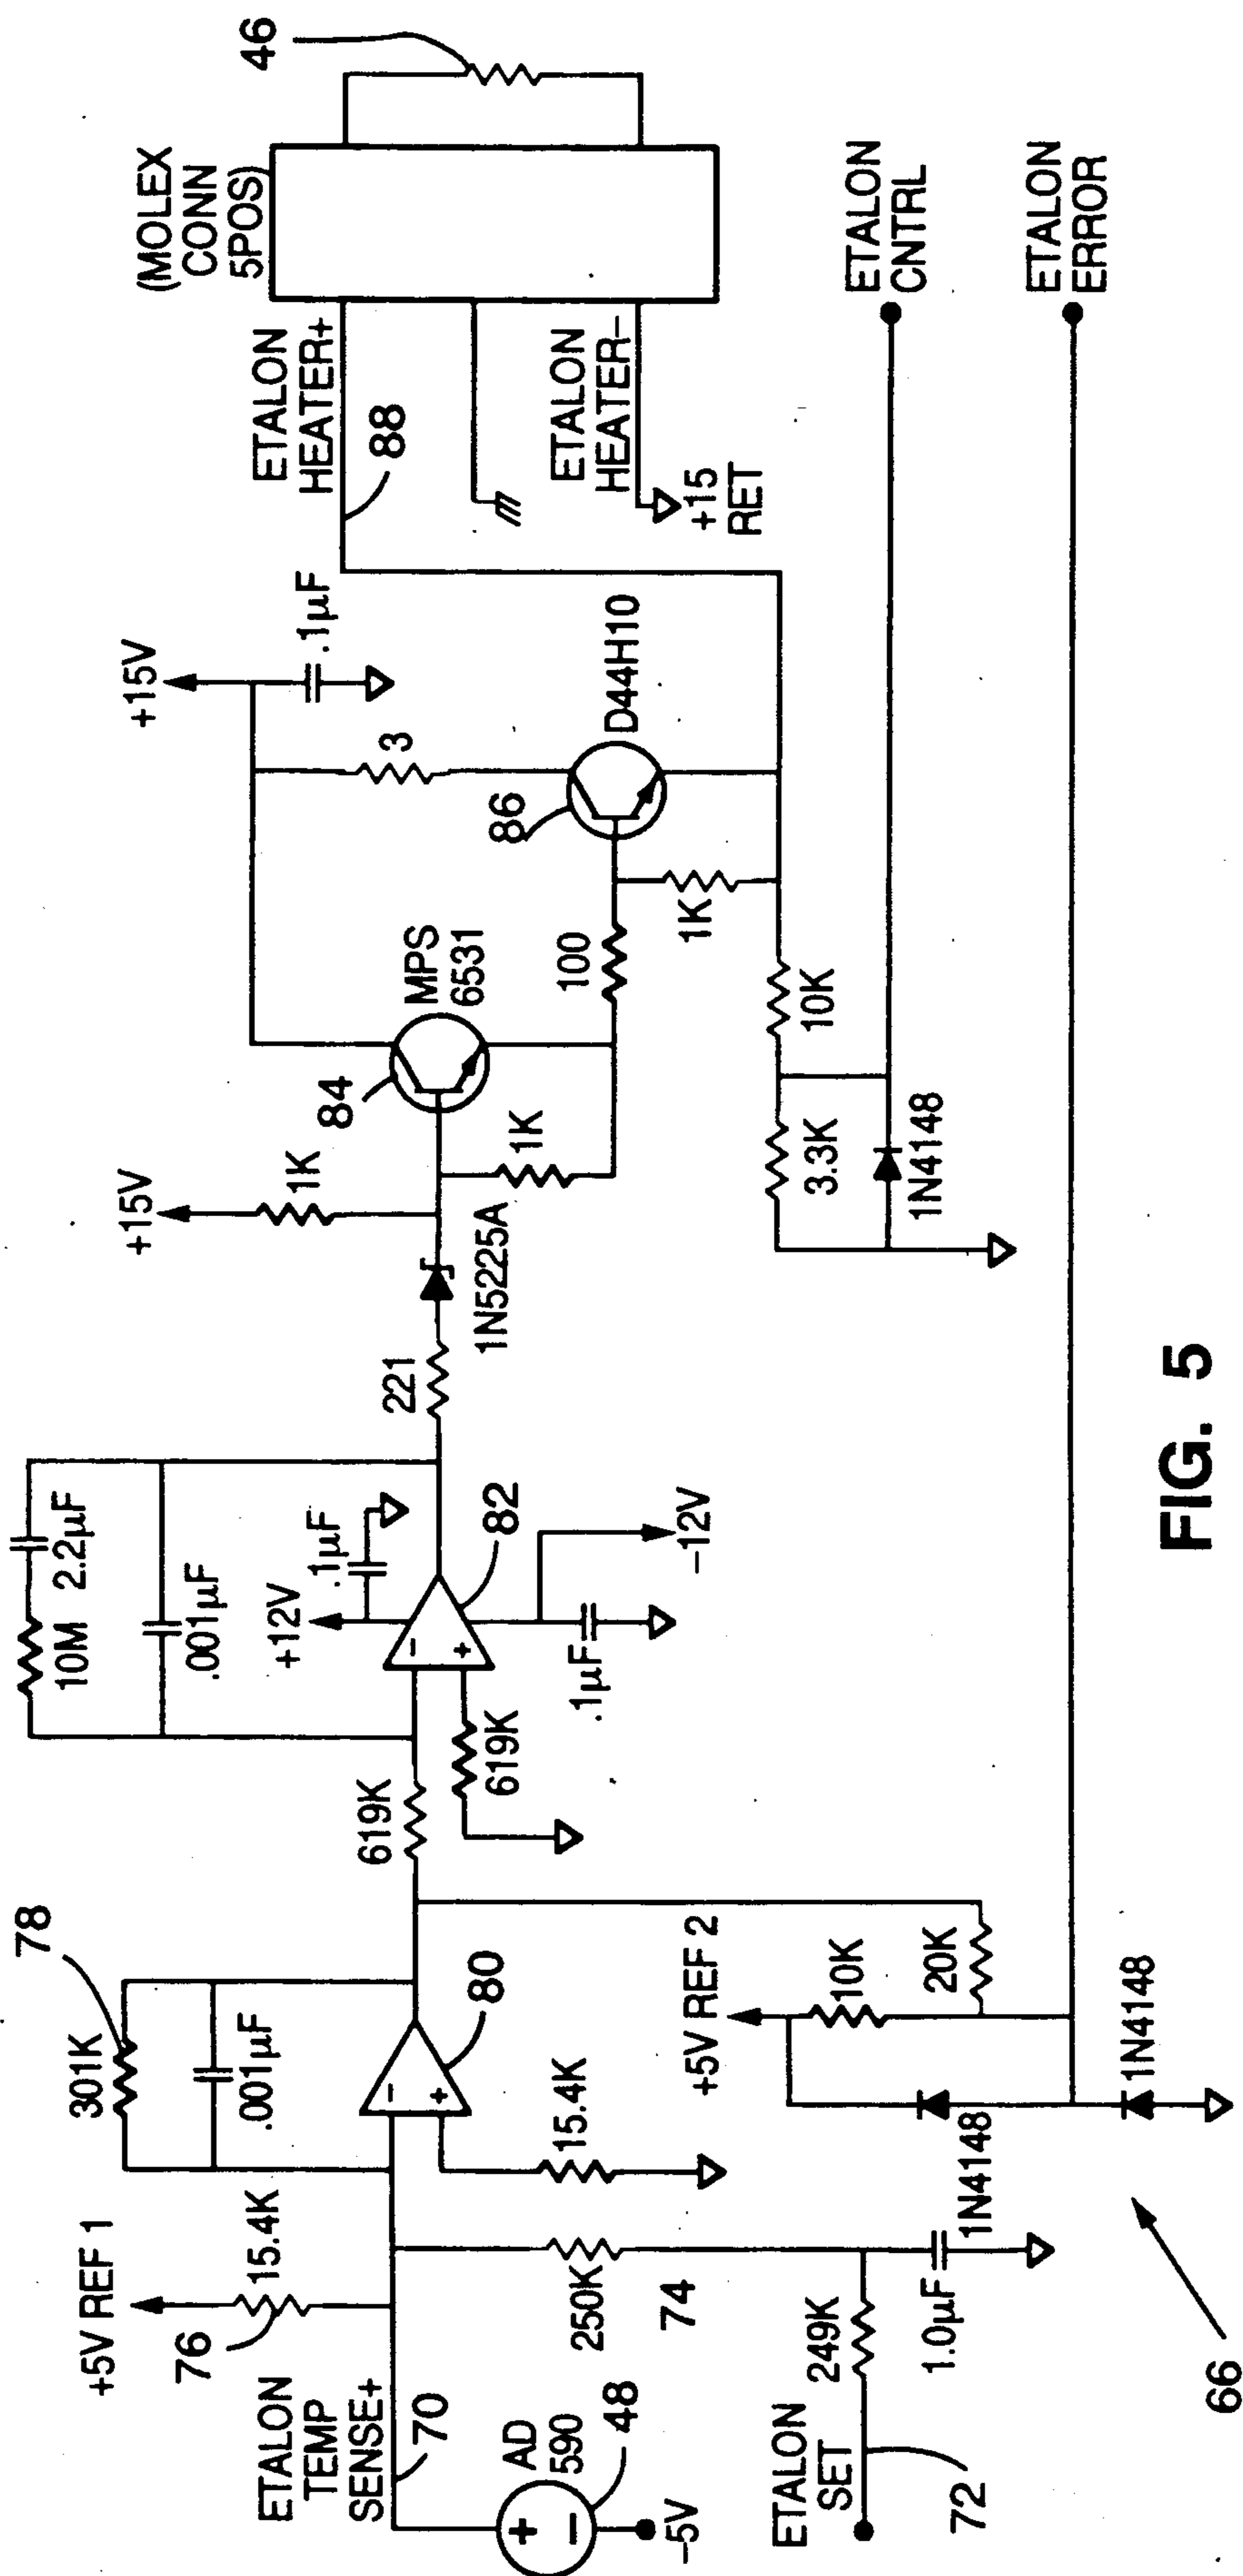 +5V REF 1
76
15.4K
ETALON
TEMP
SENSE+
70
AD
590
48
+
−
−5V
ETALON
SET
72
249K
250K
74
1.0µF
78
301K
.001µF
−
+
80
15.4K
+5V REF 2
10K
20K
1N4148
1N4148
66
619K
619K
10M
2.2µF
.001µF
+12V
.1µF
−
+
82
.1µF
−12V
221
1N5225A
+15V
1K
1K
84
MPS
6531
100
1K
86
D44H10
3
+15V
.1µF
10K
3.3K
1N4148
ETALON
HEATER+
88
ETALON
HEATER−
+15
RET
(MOLEX
CONN
5POS)
46
ETALON
CNTRL
ETALON
ERROR
FIG. 5